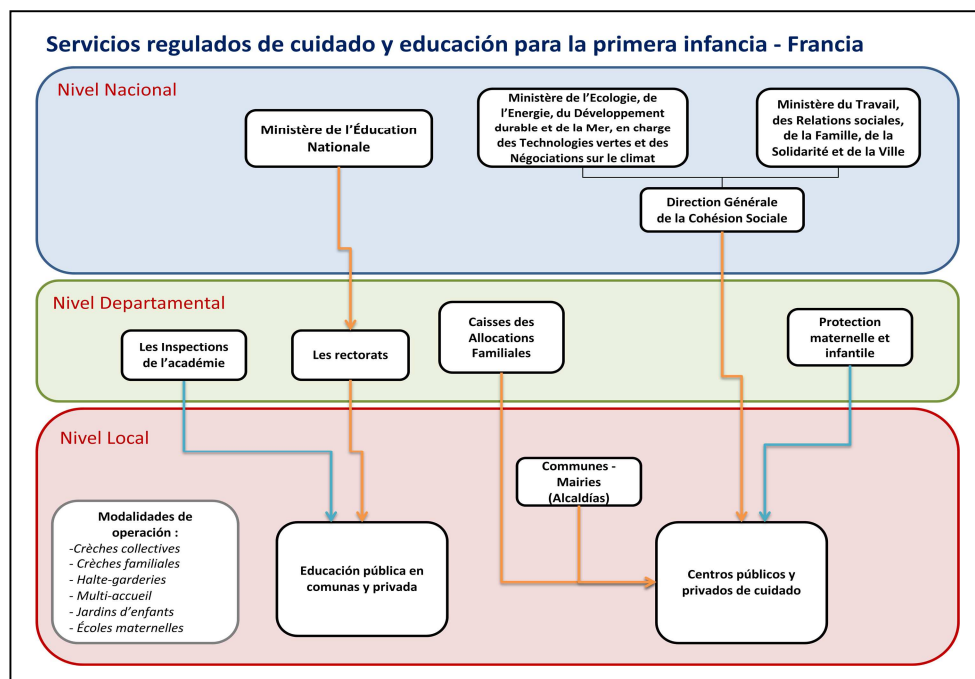 Servicios regulados de cuidado y educación para la primera infancia - Francia
Nivel Nacional
Ministère de l'Éducation
Nationale
Ministère de l'Ecologie, de
l'Energie, du Développement
durable et de la Mer, en charge
des Technologies vertes et des
Négociations sur le climat
Ministère du Travail,
des Relations sociales,
de la Famille, de la
Solidarité et de la Ville
Direction Générale
de la Cohésion Sociale
Nivel Departamental
Les Inspections
de l'académie
Les rectorats
Caisses des
Allocations
Familiales
Protection
maternelle et
infantile
Nivel Local
Communes -
Mairies
(Alcaldías)
Modalidades de
operación :
-Crèches collectives
- Crèches familiales
- Halte-garderies
- Multi-accueil
- Jardins d'enfants
- Écoles maternelles
Educación pública en
comunas y privada
Centros públicos y
privados de cuidado